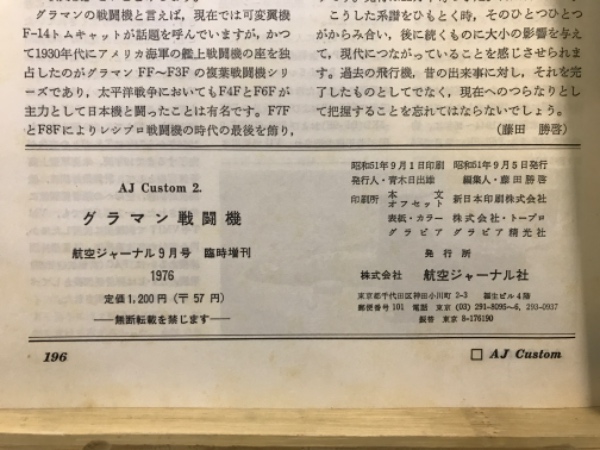 グラマンの戦闘機と言えば，現在では可変翼機
F-14トムキャットが話題を呼んでいますが，かつ
て1930年代にアメリカ海軍の艦上戦闘機の座を独
占したのがグラマン FF〜F3F の複葉戦闘機シリ
ーズであり，太平洋戦争においてもF4FとF6Fが
主力として日本機と闘ったことは有名です。F7F
とF8Fによりレシプロ戦闘機の時代の最後を飾り，
こうした系譜をひもとく時，そのひとつひとつ
がからみ合い，後に続くものに大小の影響を与え
て，現代につながっていることを感じさせられま
す。過去の飛行機，昔の出来事に対し，それを完
了したものとしてでなく，現在へのつらなりとし
て把握することを忘れてはならないでしょう。
（藤田 勝啓）
AJ Custom 2.
グラマン戦闘機
航空ジャーナル9月号 臨時増刊
1976
定価1,200円（〒57円）
――無断転載を禁じます――
昭和51年9月1日印刷 昭和51年9月5日発行
発行人・青木日出雄 編集人・藤田勝啓
印刷所 本文オフセット 新日本印刷株式会社
表紙・カラー 株式会社・トープロ
グラビア グラビア精光社
発行所
株式会社 航空ジャーナル社
東京都千代田区神田小川町 3-3 福生ビル4階
郵便番号101 電話 東京 (03) 291-8095〜6, 293-0937
振替 東京 8-176190
196
□ AJ Custom